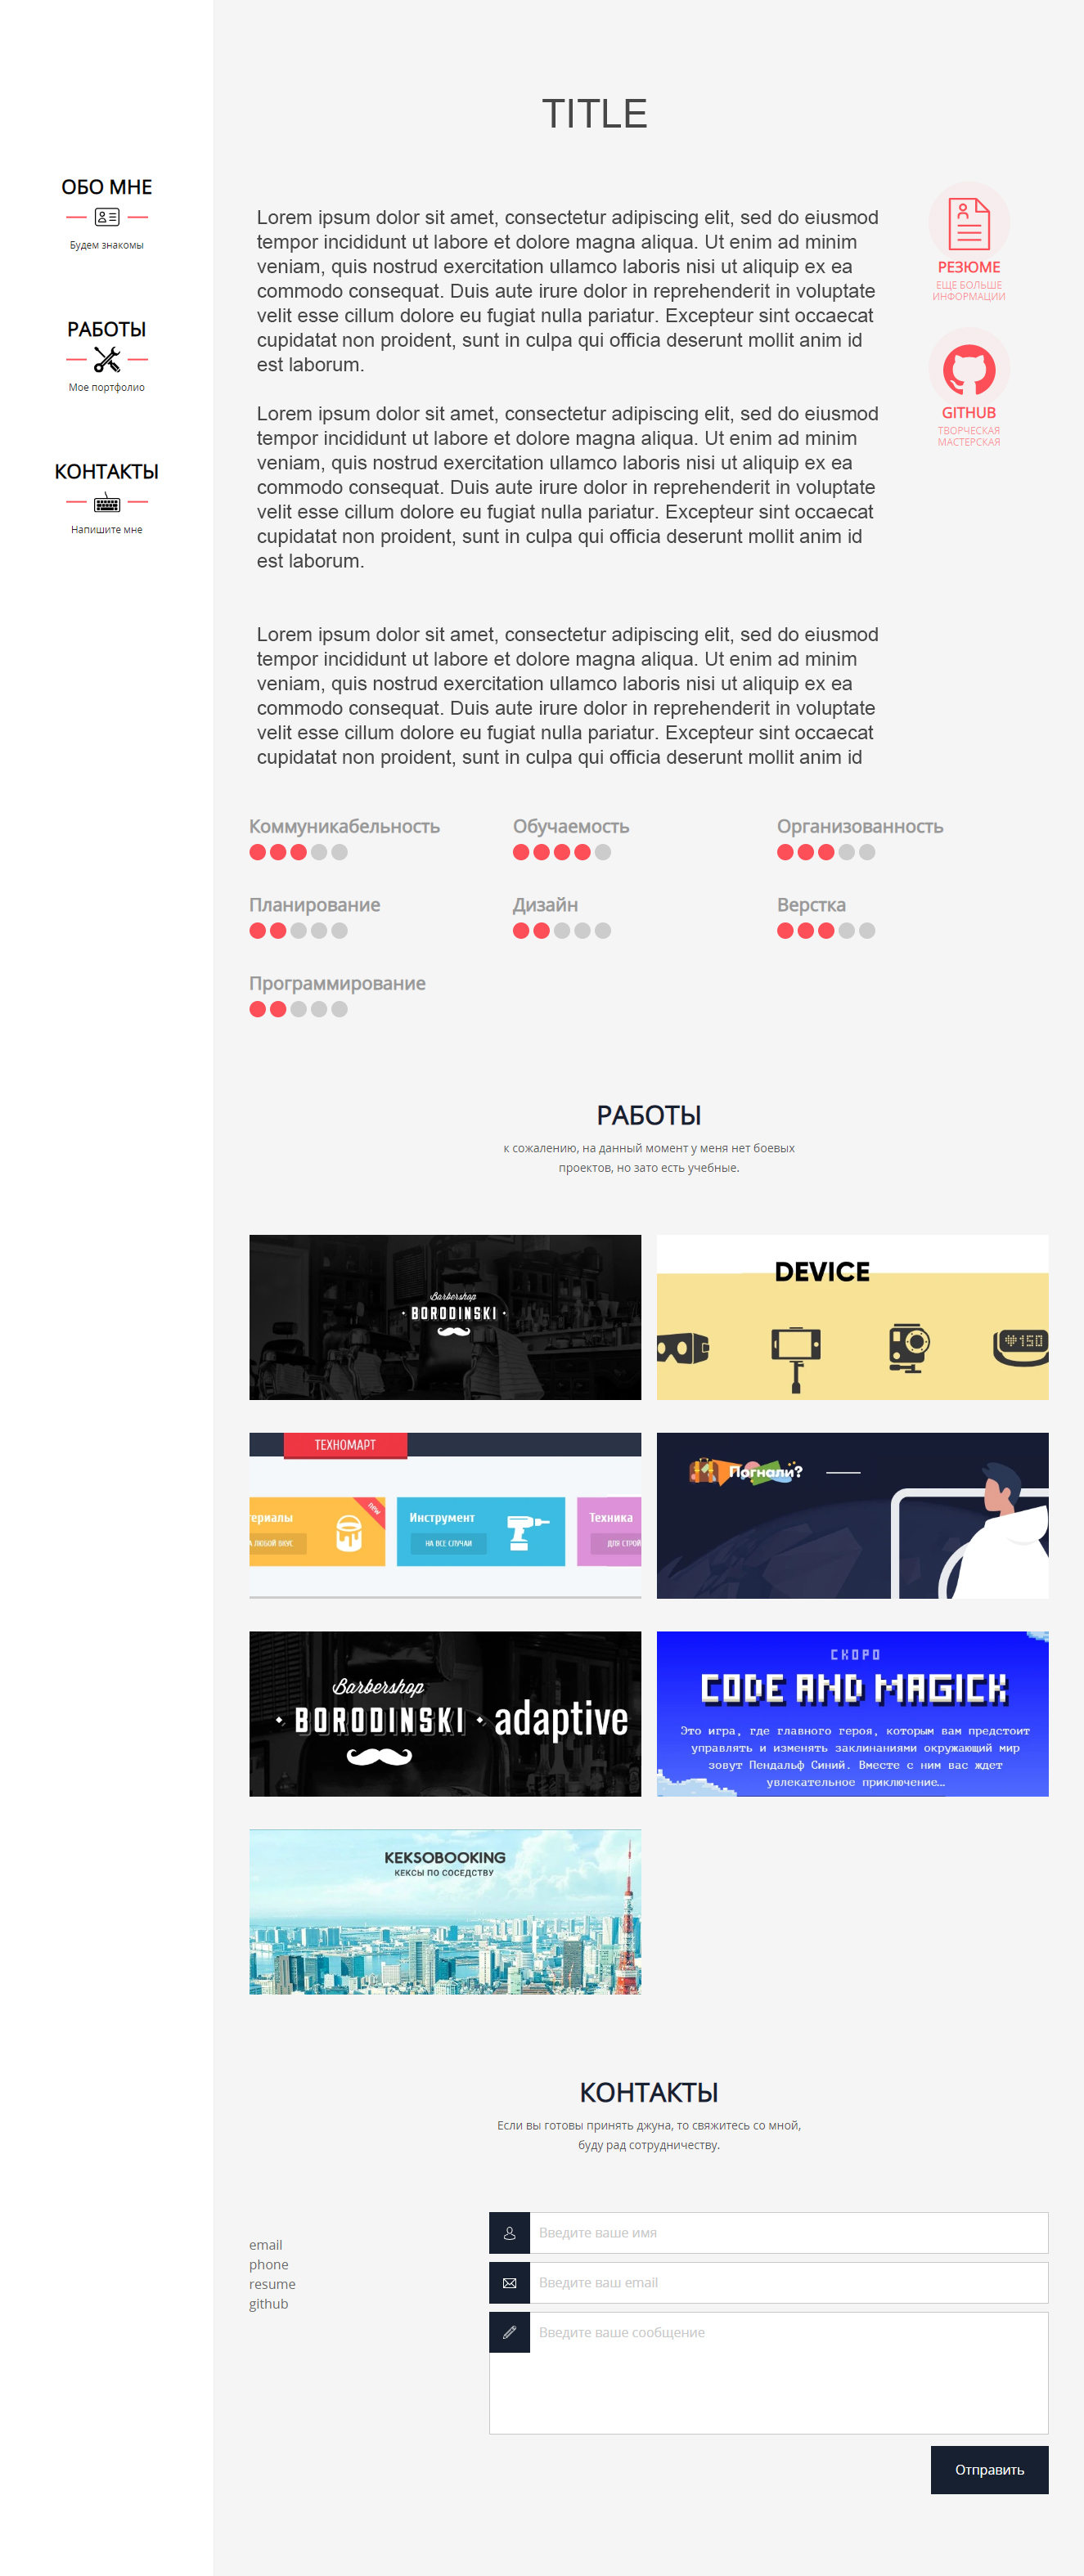 ОБО МНЕ
Будем знакомы
РАБОТЫ
Мое портфолио
КОНТАКТЫ
Напишите мне
TITLE
Lorem ipsum dolor sit amet, consectetur adipiscing elit, sed do eiusmod
tempor incididunt ut labore et dolore magna aliqua. Ut enim ad minim
veniam, quis nostrud exercitation ullamco laboris nisi ut aliquip ex ea
commodo consequat. Duis aute irure dolor in reprehenderit in voluptate
velit esse cillum dolore eu fugiat nulla pariatur. Excepteur sint occaecat
cupidatat non proident, sunt in culpa qui officia deserunt mollit anim id
est laborum.
Lorem ipsum dolor sit amet, consectetur adipiscing elit, sed do eiusmod
tempor incididunt ut labore et dolore magna aliqua. Ut enim ad minim
veniam, quis nostrud exercitation ullamco laboris nisi ut aliquip ex ea
commodo consequat. Duis aute irure dolor in reprehenderit in voluptate
velit esse cillum dolore eu fugiat nulla pariatur. Excepteur sint occaecat
cupidatat non proident, sunt in culpa qui officia deserunt mollit anim id
est laborum.
Lorem ipsum dolor sit amet, consectetur adipiscing elit, sed do eiusmod
tempor incididunt ut labore et dolore magna aliqua. Ut enim ad minim
veniam, quis nostrud exercitation ullamco laboris nisi ut aliquip ex ea
commodo consequat. Duis aute irure dolor in reprehenderit in voluptate
velit esse cillum dolore eu fugiat nulla pariatur. Excepteur sint occaecat
cupidatat non proident, sunt in culpa qui officia deserunt mollit anim id
РЕЗЮМЕ
ЕЩЕ БОЛЬШЕ
ИНФОРМАЦИИ
GITHUB
ТВОРЧЕСКАЯ
МАСТЕРСКАЯ
Коммуникабельность
Обучаемость
Организованность
Планирование
Дизайн
Верстка
Программирование
РАБОТЫ
к сожалению, на данный момент у меня нет боевых
проектов, но зато есть учебные.
Barbershop
BORODINSKI
DEVICE
150
ТЕХНОМАРТ
териалы
А ЛЮБОЙ ВКУС
new
Инструмент
НА ВСЕ СЛУЧАИ
Техника
ДЛЯ СТРОЙ
Погнали?
Barbershop
BORODINSKI adaptive
СКОРО
CODE AND MAGICK
Это игра, где главного героя, которым вам предстоит
управлять и изменять заклинаниями окружающий мир
зовут Пендальф Синий. Вместе с ним вас ждет
увлекательное приключение…
KEKSOBOOKING
КЕКСЫ ПО СОСЕДСТВУ
КОНТАКТЫ
Если вы готовы принять джуна, то свяжитесь со мной,
буду рад сотрудничеству.
email
phone
resume
github
Введите ваше имя
Введите ваш email
Введите ваше сообщение
Отправить